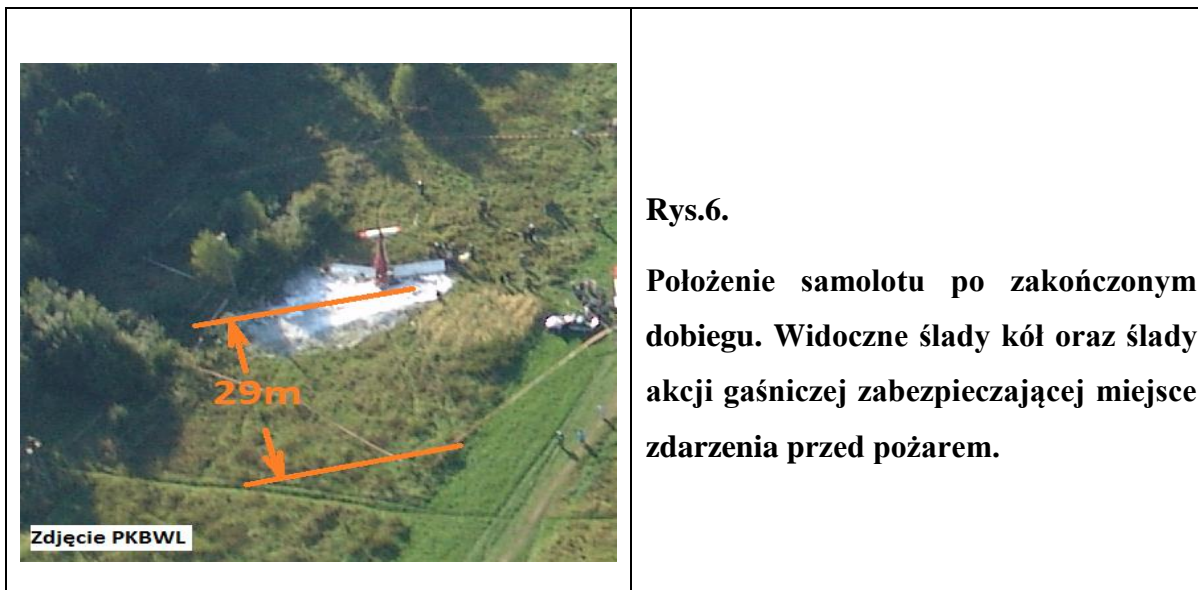 29m
Zdjęcie PKBWL
Rys.6.
Położenie samolotu po zakończonym
dobiegu. Widoczne ślady kół oraz ślady
akcji gaśniczej zabezpieczającej miejsce
zdarzenia przed pożarem.